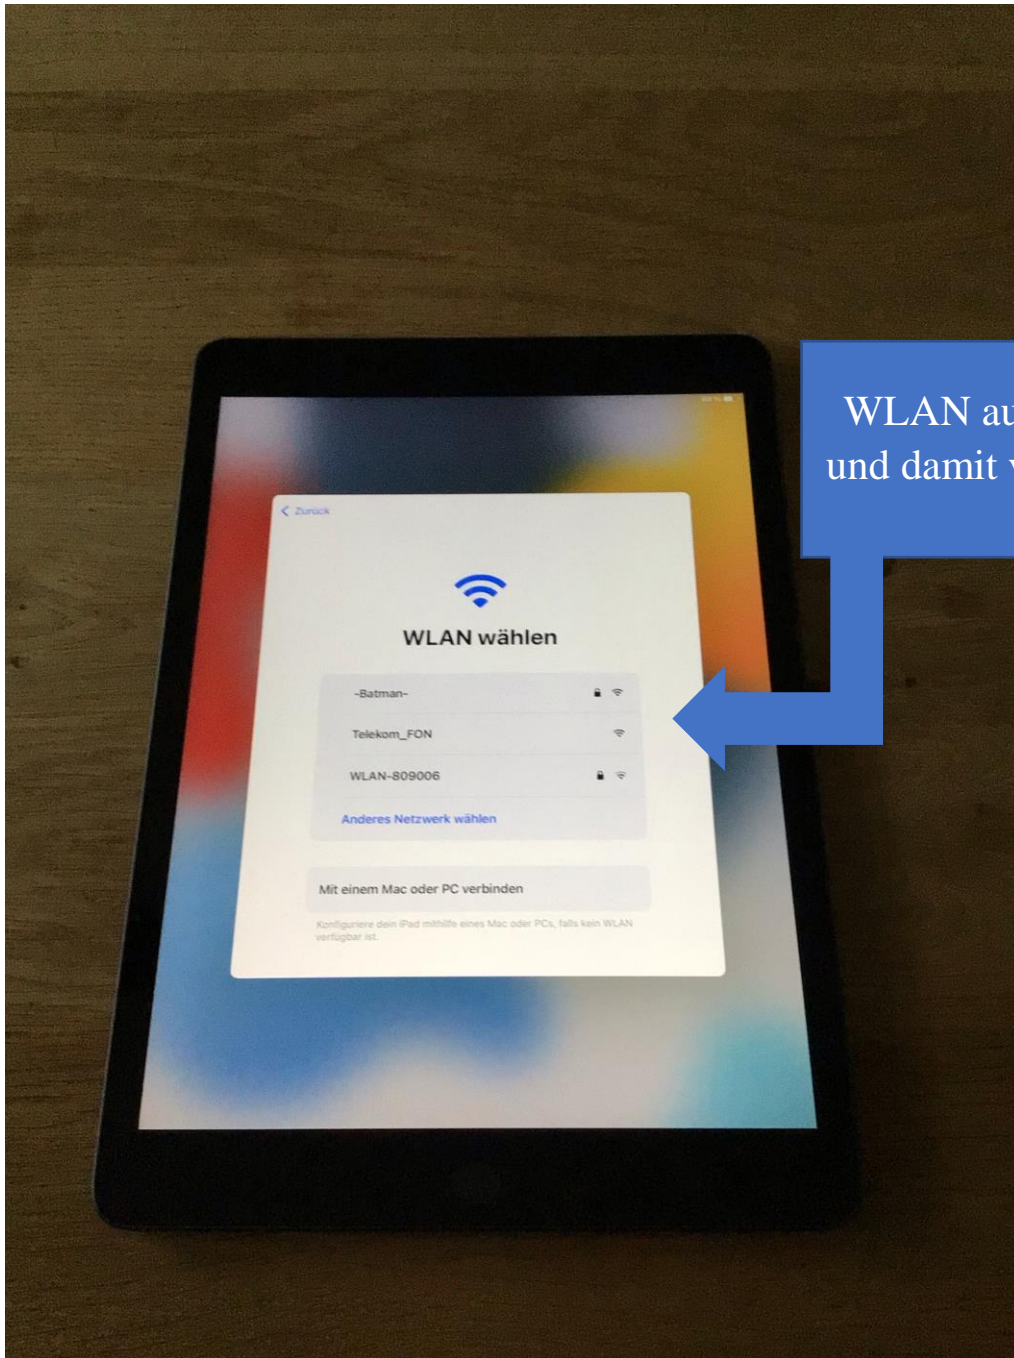 WLAN au
und damit
Zurück
WLAN wählen
-Batman-
Telekom_FON
WLAN-809006
Anderes Netzwerk wählen
Mit einem Mac oder PC verbinden
Konfiguriere dein iPad mithilfe eines Mac oder PCs, falls kein WLAN
verfügbar ist.